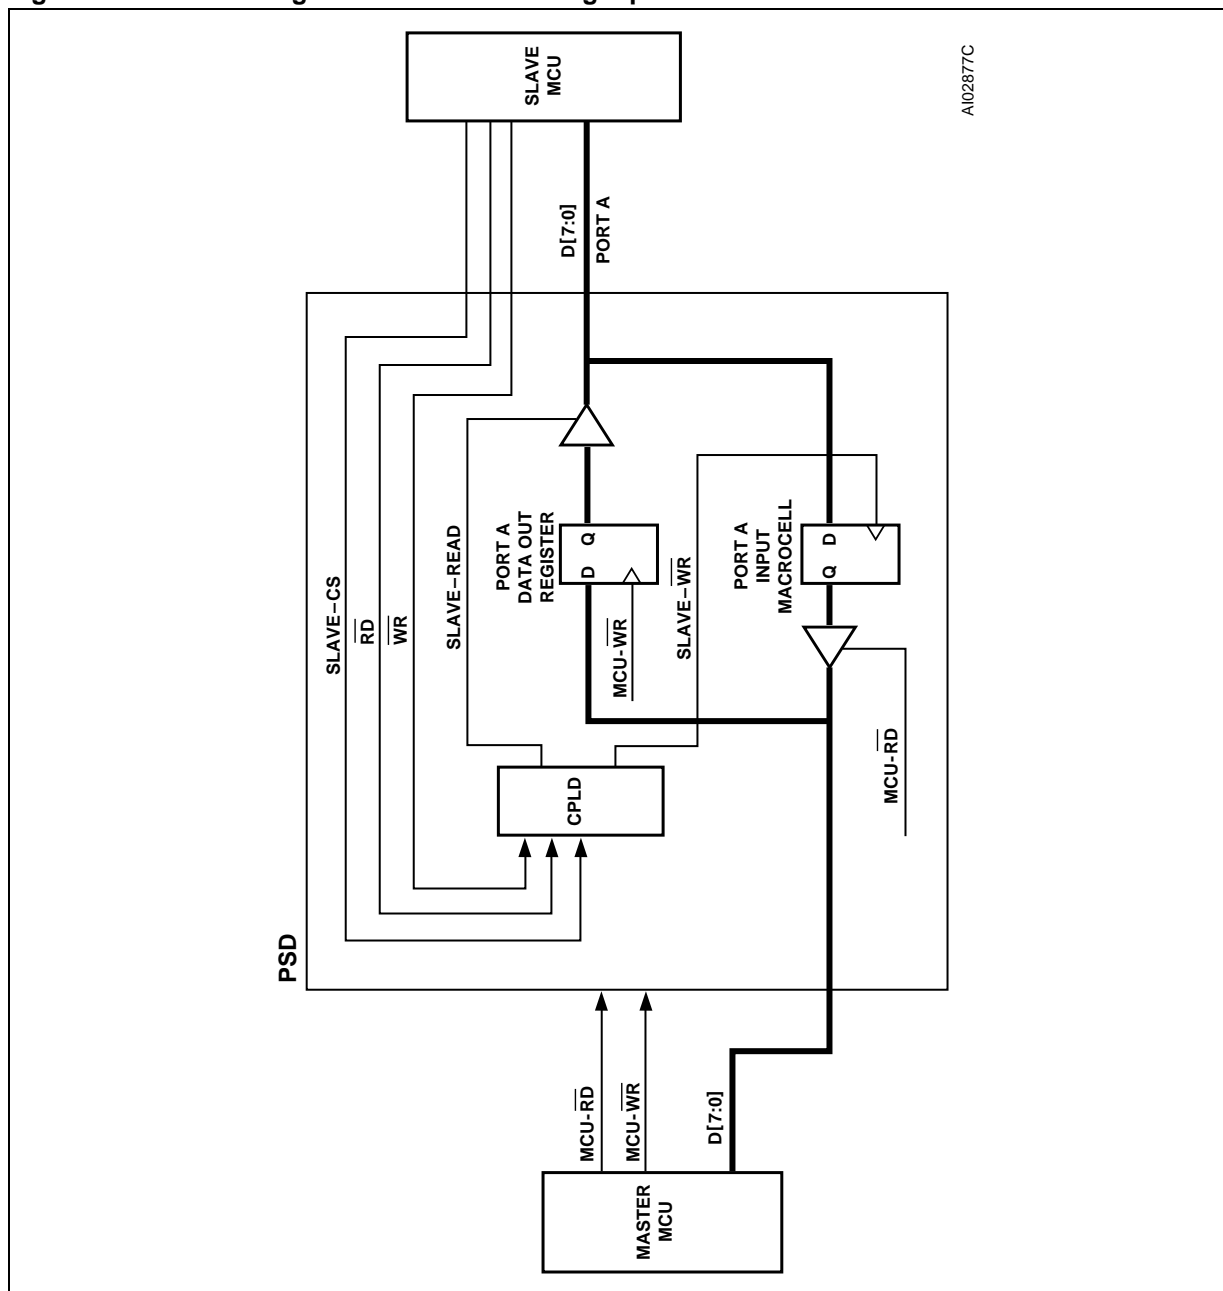 SLAVE
MCU
AI02877C
D[7:0]
PORT A
SLAVE–CS
RD
WR
SLAVE–READ
PORT A
DATA OUT
REGISTER
D Q
MCU-WR
SLAVE–WR
PORT A
INPUT
MACROCELL
Q D
MCU-RD
CPLD
PSD
MCU-RD
MCU-WR
D[7:0]
MASTER
MCU